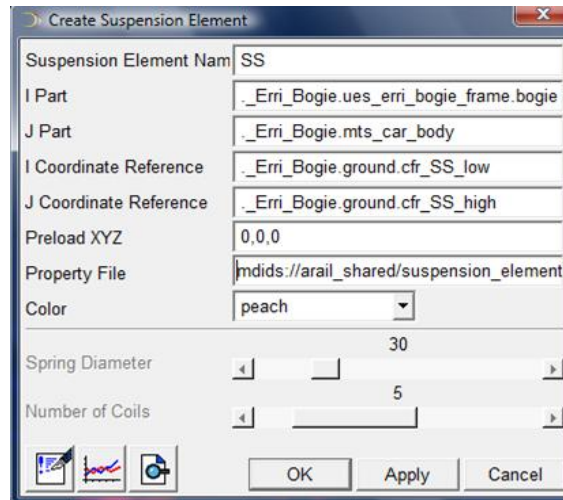 Create Suspension Element
Suspension Element Nam SS
I Part ._Erri_Bogie.ues_erri_bogie_frame.bogie
J Part ._Erri_Bogie.mts_car_body
I Coordinate Reference ._Erri_Bogie.ground.cfr_SS_low
J Coordinate Reference ._Erri_Bogie.ground.cfr_SS_high
Preload XYZ 0,0,0
Property File mdids://arail_shared/suspension_element
Color peach
30
Spring Diameter
5
Number of Coils
OK Apply Cancel